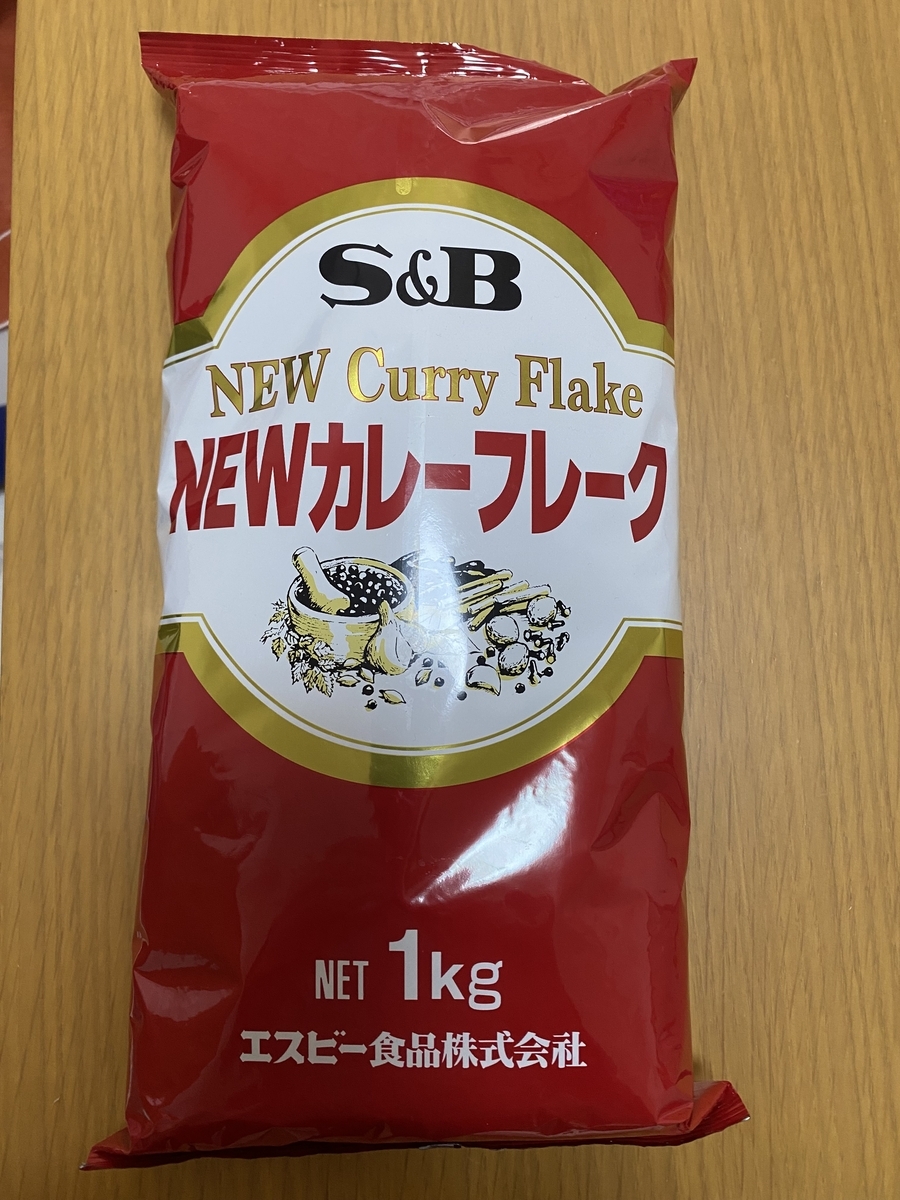 S&B
NEW Curry Flake
NEWカレーフレーク
NET 1kg
エスビー食品株式会社